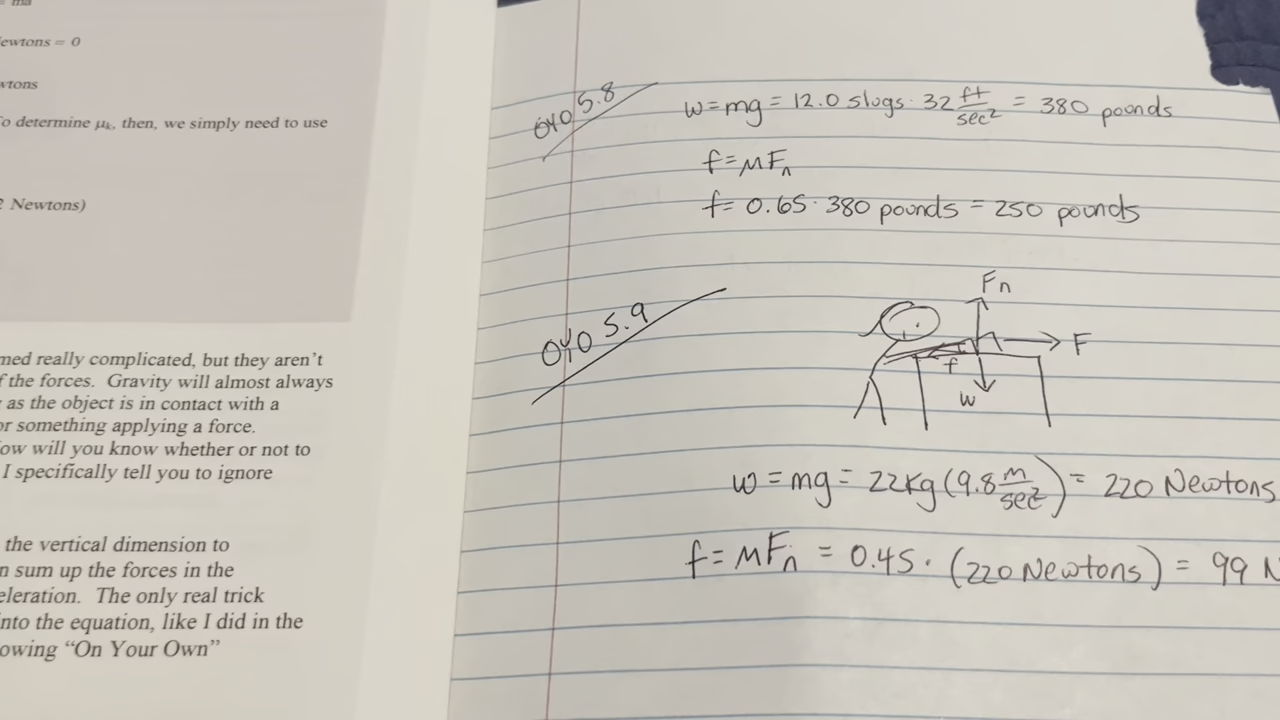 = ma
ewtons = 0
wtons
o determine μk, then, we simply need to use
Newtons)
med really complicated, but they aren't
f the forces. Gravity will almost always
as the object is in contact with a
or something applying a force.
ow will you know whether or not to
I specifically tell you to ignore
the vertical dimension to
n sum up the forces in the
eleration. The only real trick
nto the equation, like I did in the
owing “On Your Own”
OYO 5.8
w = mg = 12.0 slugs · 32 ft/sec² = 380 pounds
f = μFn
f = 0.65 · 380 pounds = 250 pounds
OYO 5.9
Fn
F
f
w
w = mg = 22kg (9.8 m/sec²) = 220 Newtons
f = μFn = 0.45 · (220 Newtons) = 99 N